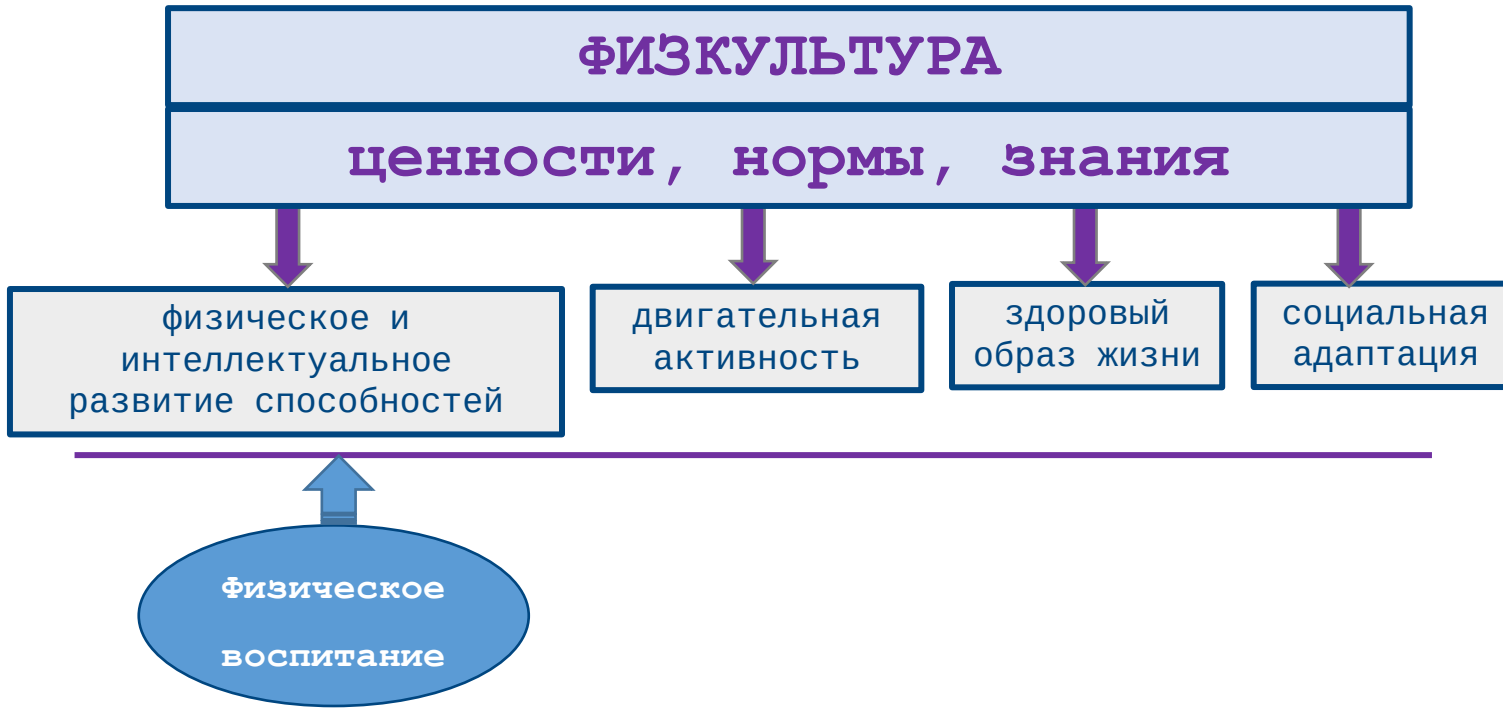 ФИЗКУЛЬТУРА
ценности, нормы, знания
физическое и
интеллектуальное
развитие способностей
двигательная
активность
здоровый
образ жизни
социальная
адаптация
Физическое
воспитание